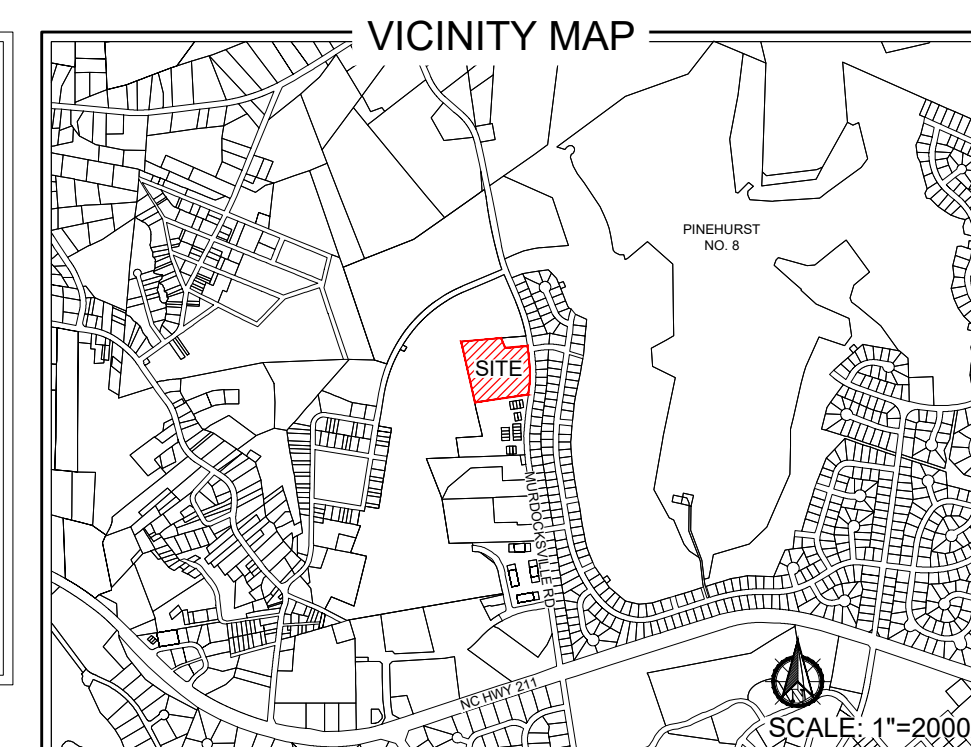 VICINITY MAP
PINEHURST
NO. 8
SITE
MURDOCKSVILLE RD
NC HWY 211
N
SCALE: 1"=2000